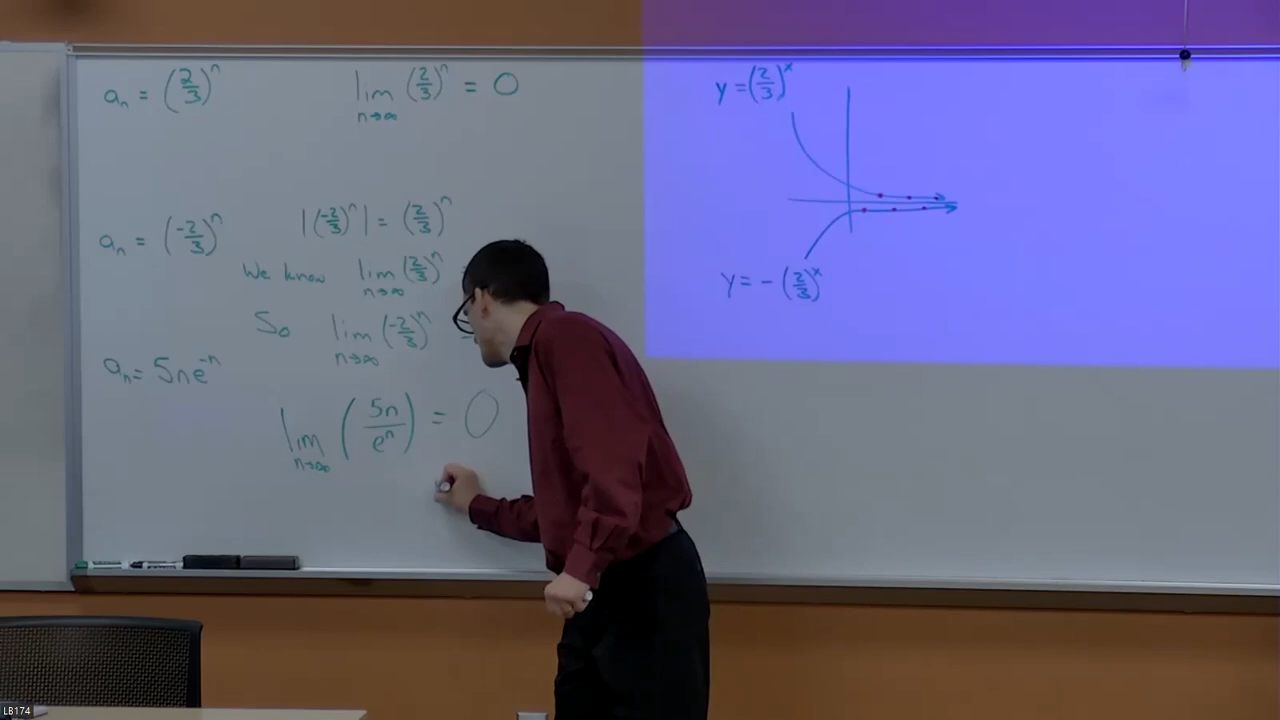 aₙ = (2/3)ⁿ
lim n→∞ (2/3)ⁿ = 0
aₙ = (-2/3)ⁿ
|(-2/3)ⁿ| = (2/3)ⁿ
We know lim n→∞ (2/3)ⁿ
So lim n→∞ (-2/3)ⁿ =
aₙ = 5ne⁻ⁿ
lim n→∞ (5n/eⁿ) = 0
y = (2/3)ˣ
y = -(2/3)ˣ
LB174